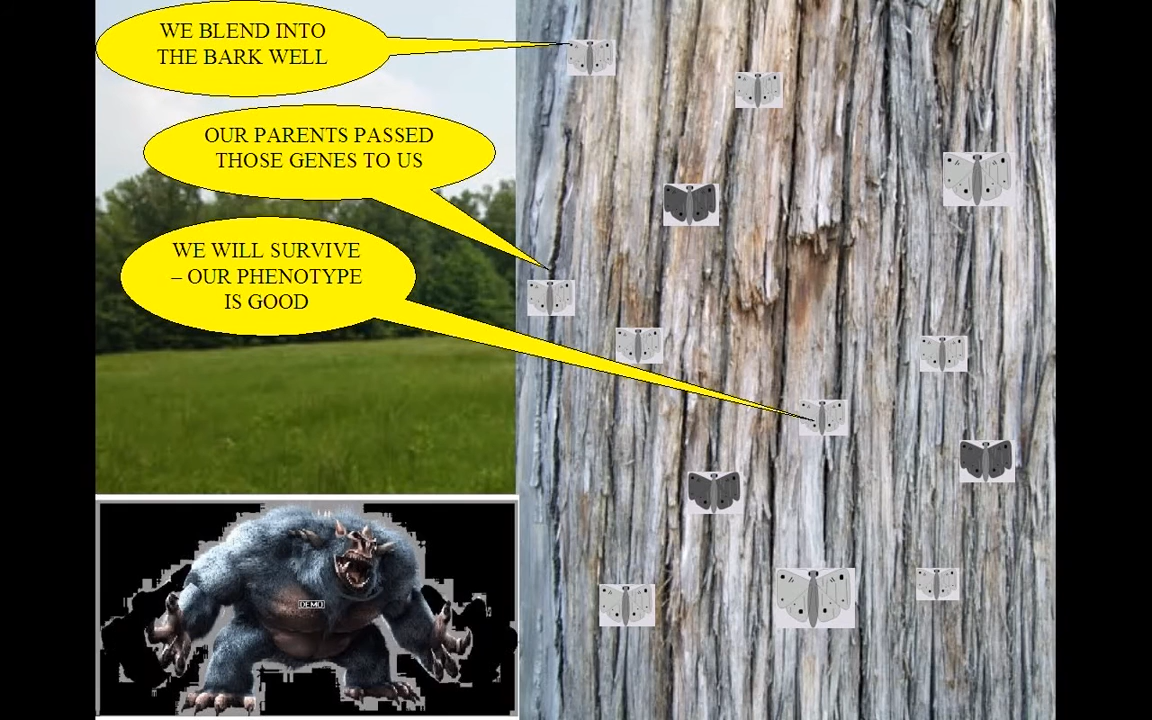 WE BLEND INTO
THE BARK WELL
OUR PARENTS PASSED
THOSE GENES TO US
WE WILL SURVIVE
– OUR PHENOTYPE
IS GOOD
DEMO